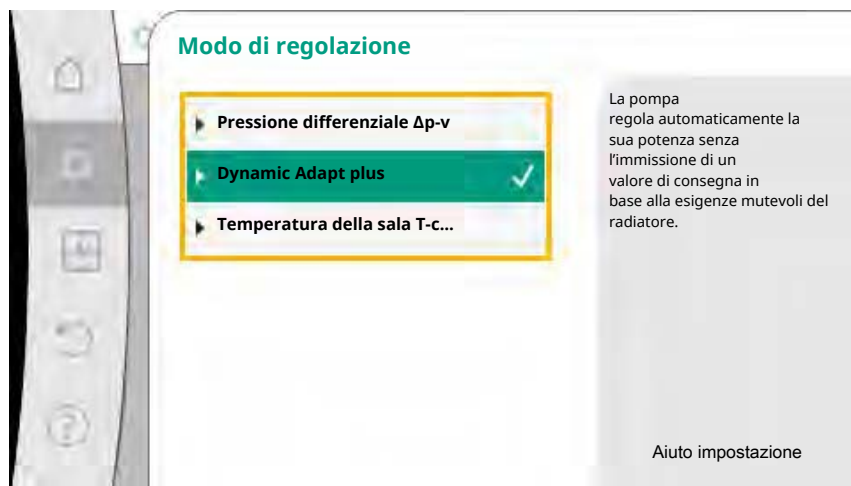 Modo di regolazione
Pressione differenziale Δp-v
Dynamic Adapt plus
Temperatura della sala T-c...
La pompa
regola automaticamente la
sua potenza senza
l'immissione di un
valore di consegna in
base alla esigenze mutevoli del
radiatore.
Aiuto impostazione